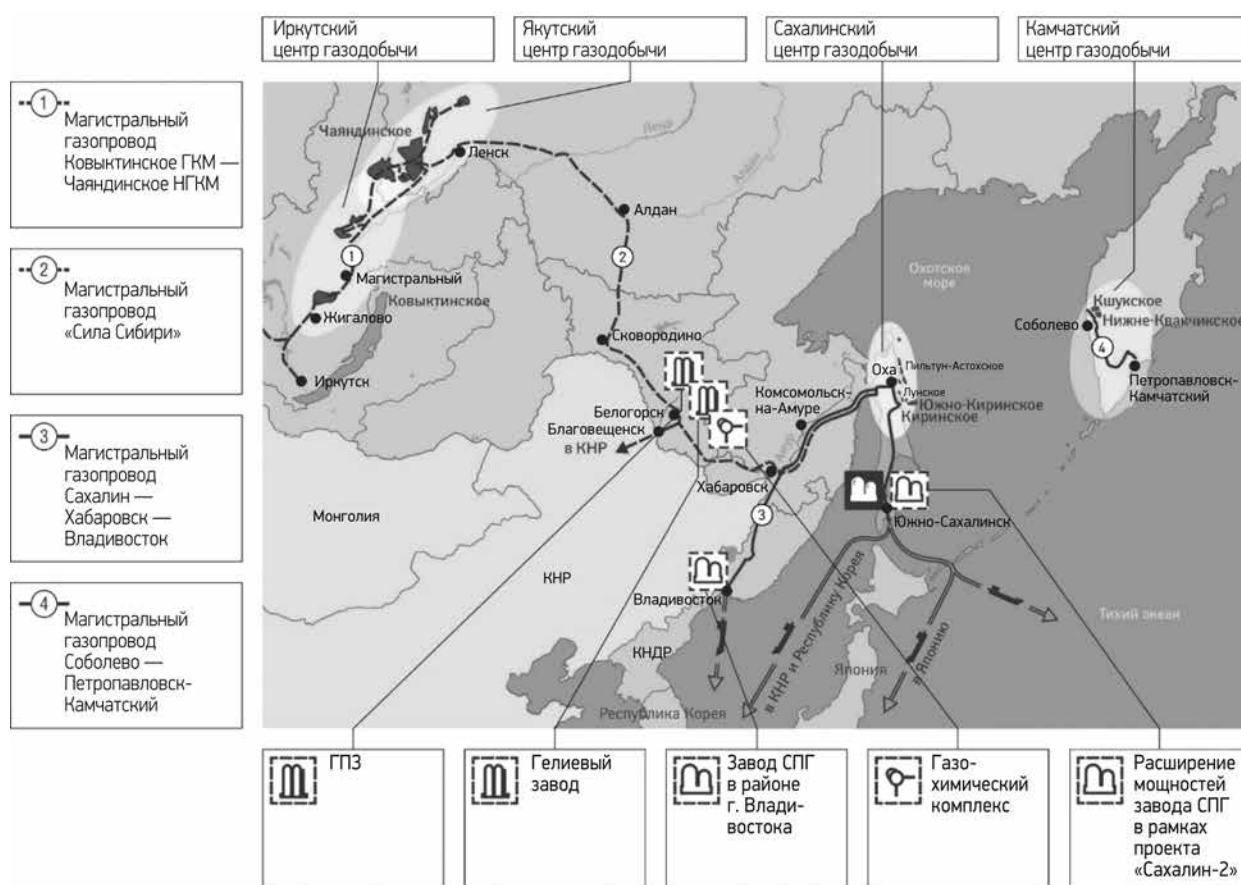 Иркутский
центр газодобычи
Якутский
центр газодобычи
Сахалинский
центр газодобычи
Камчатский
центр газодобычи
1
Магистральный
газопровод
Ковыктинское ГКМ —
Чаяндинское НГКМ
2
Магистральный
газопровод
«Сила Сибири»
3
Магистральный
газопровод
Сахалин —
Хабаровск —
Владивосток
4
Магистральный
газопровод
Соболево —
Петропавловск-
Камчатский
Чаяндинское
Лена
Ленск
Алдан
Алдан
1
2
Магистральный
Ковыктинское
Жигалово
Иркутск
Сковородино
Охотское
море
Кшукское
Соболево
Нижне-Квакчикское
4
Петропавловск-
Камчатский
Оха
Пильтун-Астохское
Лунское
Южно-Киринское
Киринское
Комсомольск-
на-Амуре
Белогорск
Благовещенск
в КНР
Амур
Хабаровск
3
Южно-Сахалинск
Монголия
КНР
Владивосток
КНДР
Республика Корея
в КНР и Республику Корея
Япония
в Японию
Тихий океан
ГПЗ
Гелиевый
завод
Завод СПГ
в районе
г. Влади-
востока
Газо-
химический
комплекс
Расширение
мощностей
завода СПГ
в рамках
проекта
«Сахалин-2»